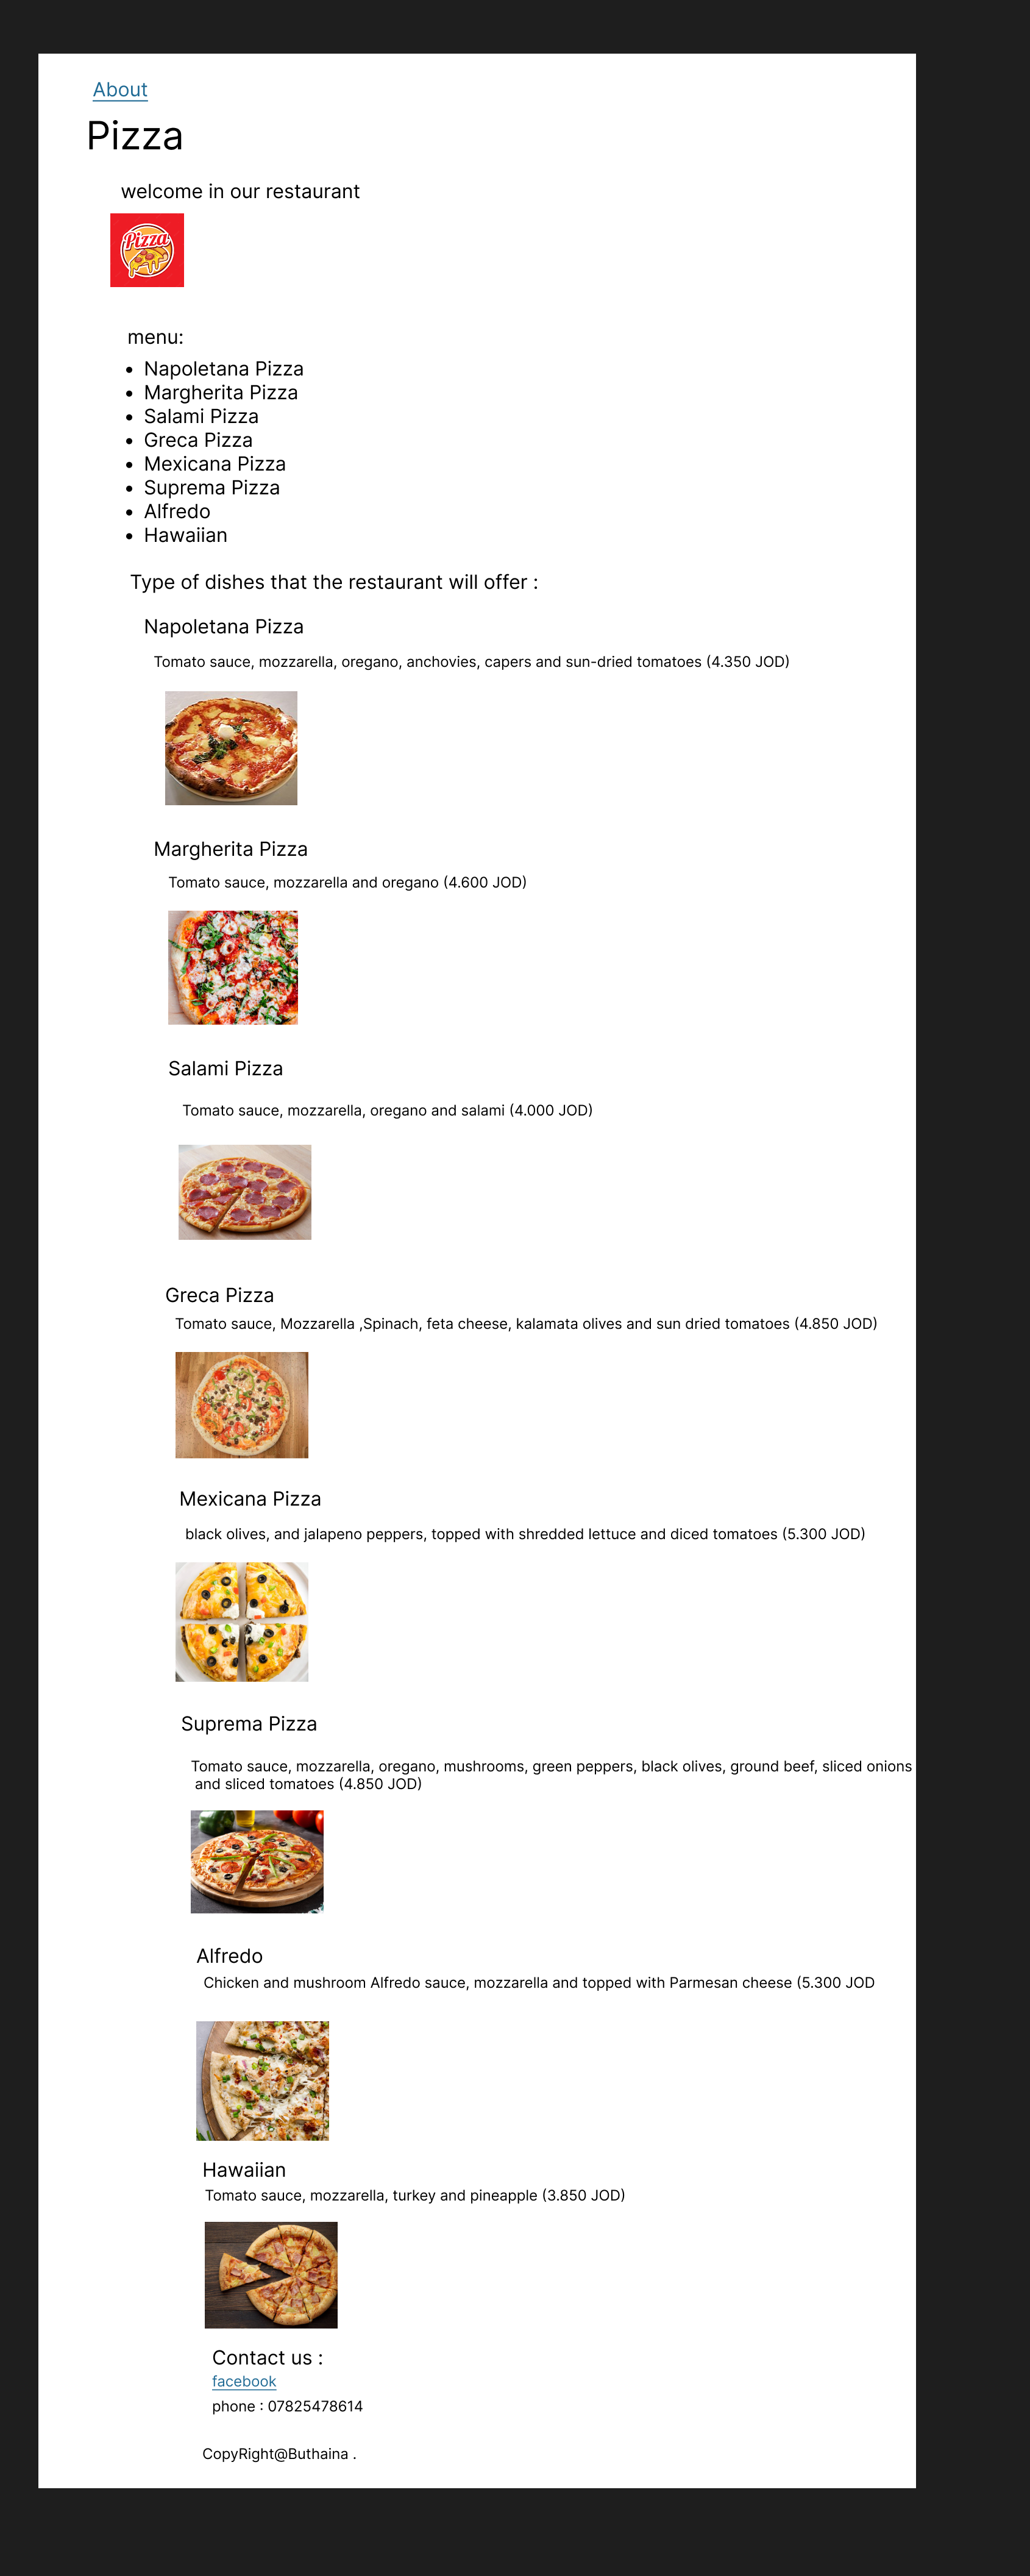 About
Pizza
welcome in our restaurant
Pizza
menu:
• Napoletana Pizza
• Margherita Pizza
• Salami Pizza
• Greca Pizza
• Mexicana Pizza
• Suprema Pizza
• Alfredo
• Hawaiian
Type of dishes that the restaurant will offer :
Napoletana Pizza
Tomato sauce, mozzarella, oregano, anchovies, capers and sun-dried tomatoes (4.350 JOD)
Margherita Pizza
Tomato sauce, mozzarella and oregano (4.600 JOD)
Salami Pizza
Tomato sauce, mozzarella, oregano and salami (4.000 JOD)
Greca Pizza
Tomato sauce, Mozzarella ,Spinach, feta cheese, kalamata olives and sun dried tomatoes (4.850 JOD)
Mexicana Pizza
black olives, and jalapeno peppers, topped with shredded lettuce and diced tomatoes (5.300 JOD)
Suprema Pizza
Tomato sauce, mozzarella, oregano, mushrooms, green peppers, black olives, ground beef, sliced onions
and sliced tomatoes (4.850 JOD)
Alfredo
Chicken and mushroom Alfredo sauce, mozzarella and topped with Parmesan cheese (5.300 JOD
Hawaiian
Tomato sauce, mozzarella, turkey and pineapple (3.850 JOD)
Contact us :
facebook
phone : 07825478614
CopyRight@Buthaina .